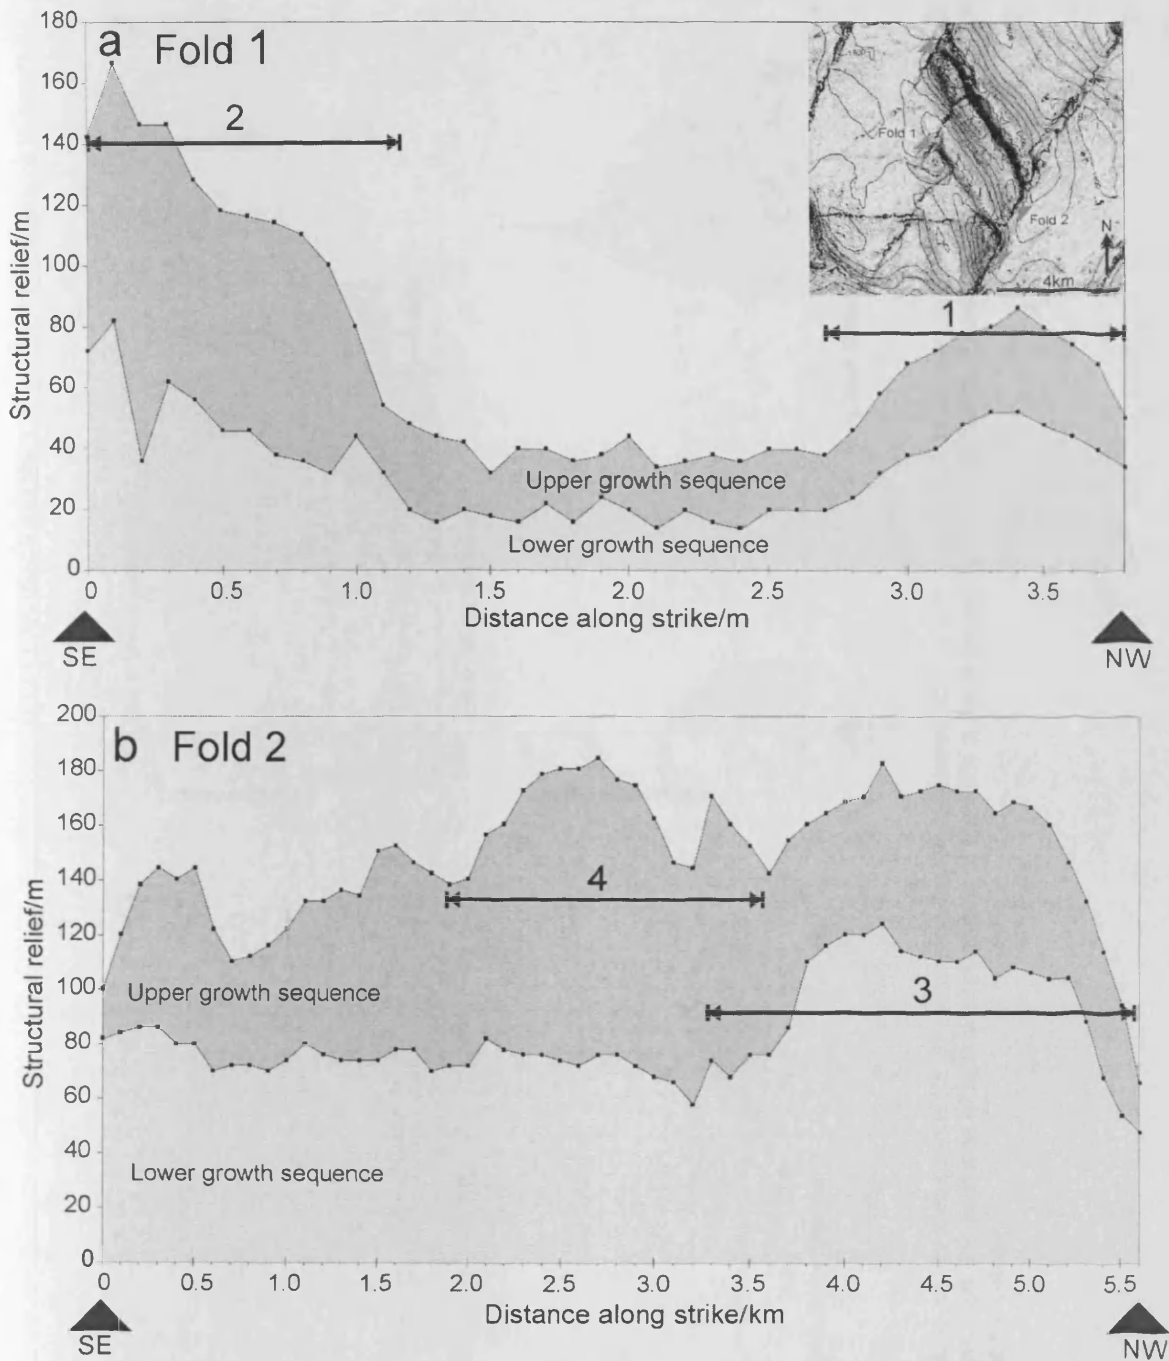 a Fold 1
180
160
140
120
100
80
60
40
20
0
Structural relief/m
2
1
Fold 1
Fold 2
N
4km
Upper growth sequence
Lower growth sequence
0 0.5 1.0 1.5 2.0 2.5 3.0 3.5
Distance along strike/m
SE
NW
b Fold 2
200
180
160
140
120
100
80
60
40
20
0
Structural relief/m
4
3
Upper growth sequence
Lower growth sequence
0 0.5 1.0 1.5 2.0 2.5 3.0 3.5 4.0 4.5 5.0 5.5
Distance along strike/km
SE
NW